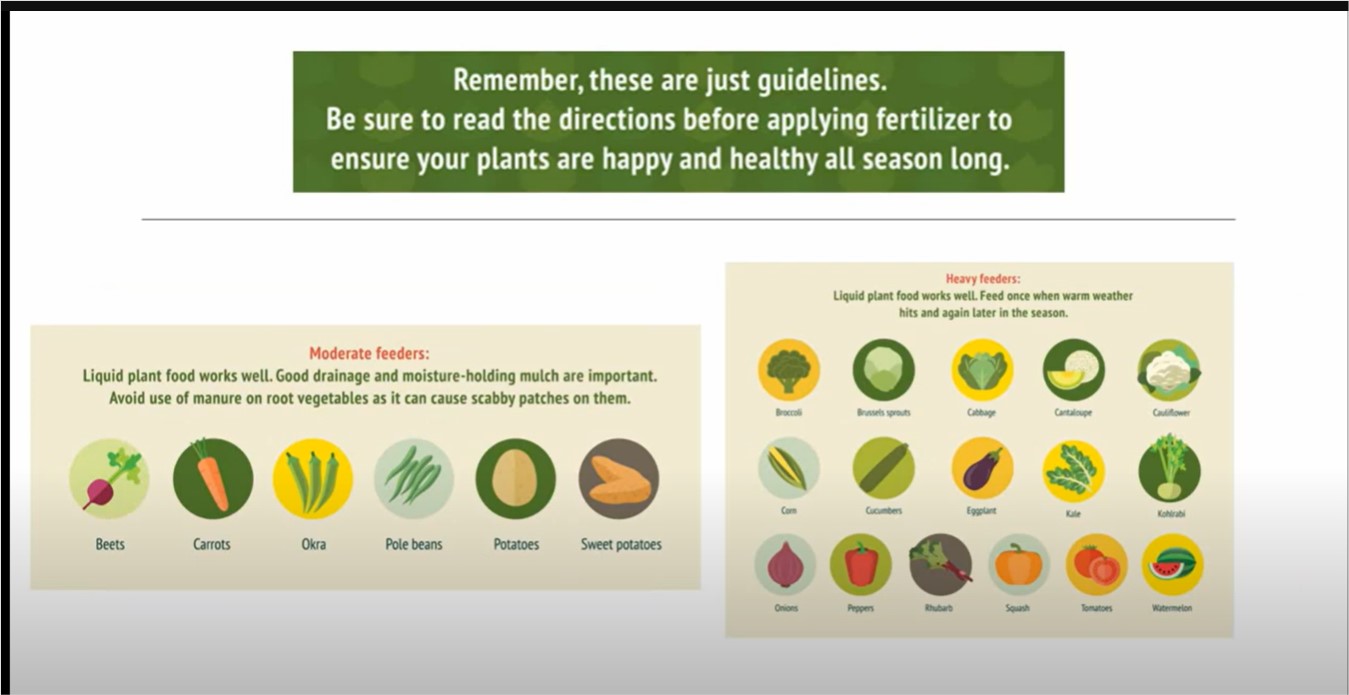 Remember, these are just guidelines.
Be sure to read the directions before applying fertilizer to
ensure your plants are happy and healthy all season long.
Moderate feeders:
Liquid plant food works well. Good drainage and moisture-holding mulch are important.
Avoid use of manure on root vegetables as it can cause scabby patches on them.
Beets Carrots Okra Pole beans Potatoes Sweet potatoes
Heavy feeders:
Liquid plant food works well. Feed once when warm weather
hits and again later in the season.
Broccoli Brussels sprouts Cabbage Cantaloupe Cauliflower
Corn Cucumbers Eggplant Kale Kohlrabi
Onions Peppers Rhubarb Squash Tomatoes Watermelon